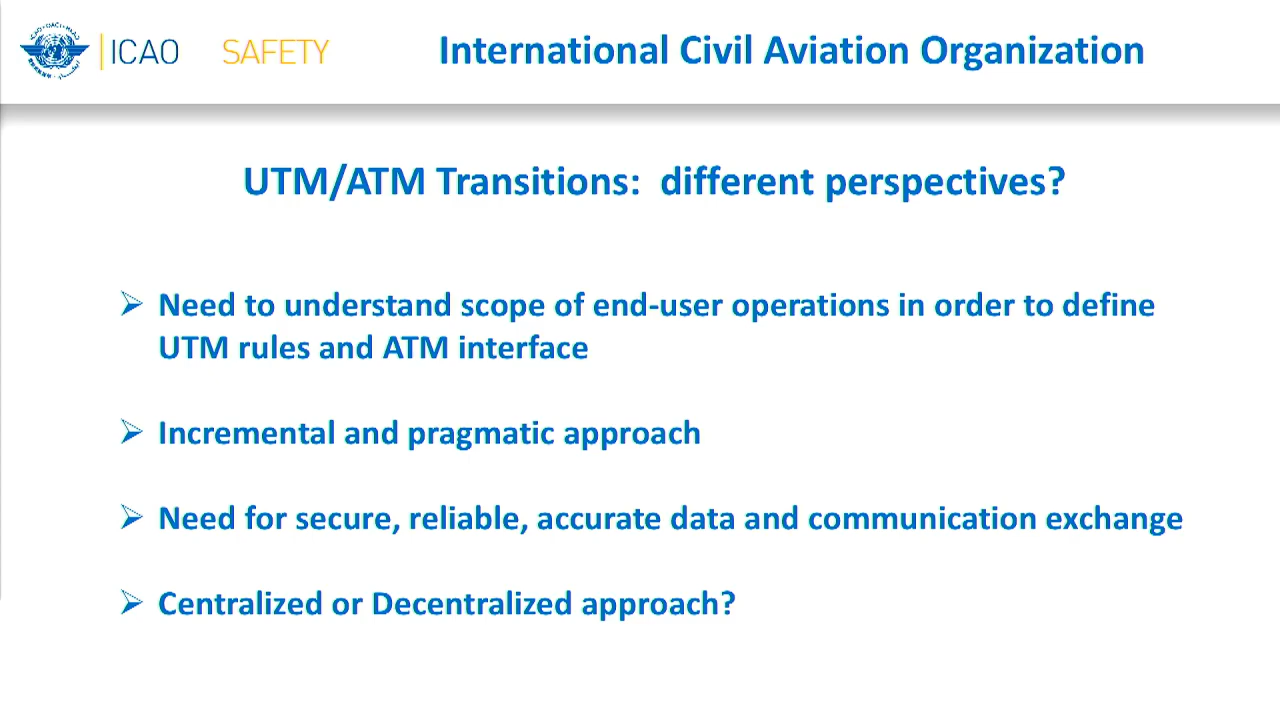 ICAO SAFETY International Civil Aviation Organization
UTM/ATM Transitions: different perspectives?
Need to understand scope of end-user operations in order to define
UTM rules and ATM interface
Incremental and pragmatic approach
Need for secure, reliable, accurate data and communication exchange
Centralized or Decentralized approach?